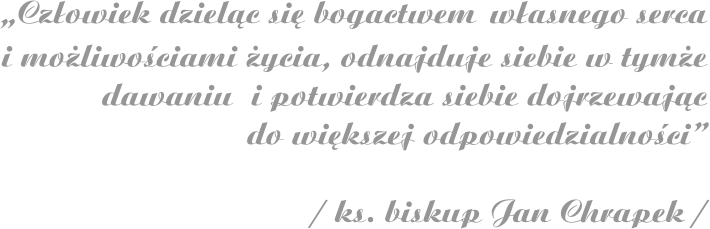 „Człowiek dzieląc się bogactwem własnego serca
i możliwościami życia, odnajduje siebie w tymże
dawaniu i potwierdza siebie dojrzewając
do większej odpowiedzialności”
/ ks. biskup Jan Chrapek /